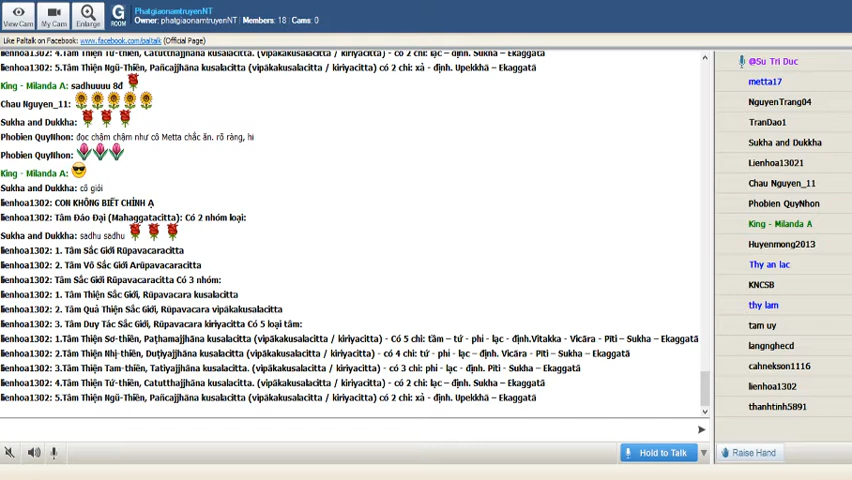 View Cam
My Cam
Enlarge
G
ROOM
PhatgiaonamtruyenNT
Owner: phatgiaonamtruyenNT | Members: 18 | Cams: 0
Like Paltalk on Facebook: www.facebook.com/paltalk (Official Page)
lienhoa1302: 4.Tâm Thiện Tứ-thiền, Catutthajjhāna kusalacitta. (vipākakusalacitta / kiriyacitta) có 2 chi: lạc – định. Sukha – Ekaggatā
lienhoa1302: 5.Tâm Thiện Ngũ-Thiền, Pañcajjhāna kusalacitta (vipākakusalacitta / kiriyacitta) có 2 chi: xả - định. Upekkhā – Ekaggatā
King - Milanda A: sadhuuuu 8đ
Chau Nguyen_11:
Sukha and Dukkha:
Phobien QuyNhon: đọc chậm chậm như cô Metta chắc ăn. rõ ràng, hi
Phobien QuyNhon:
King - Milanda A:
Sukha and Dukkha: cô giỏi
lienhoa1302: CON KHÔNG BIẾT CHỈNH Ạ
lienhoa1302: Tâm Đáo Đại (Mahaggatacitta): Có 2 nhóm loại:
Sukha and Dukkha: sadhu sadhu
lienhoa1302: 1. Tâm Sắc Giới Rūpavacaracitta
lienhoa1302: 2. Tâm Vô Sắc Giới Arūpavacaracitta
lienhoa1302: Tâm Sắc Giới Rūpavacaracitta Có 3 nhóm:
lienhoa1302: 1. Tâm Thiện Sắc Giới, Rūpavacara kusalacitta
lienhoa1302: 2. Tâm Quả Thiện Sắc Giới, Rūpavacara vipākakusalacitta
lienhoa1302: 3. Tâm Duy Tác Sắc Giới, Rūpavacara kiriyacitta Có 5 loại tâm:
lienhoa1302: 1.Tâm Thiện Sơ-thiền, Paṭhamajjhāna kusalacitta (vipākakusalacitta / kiriyacitta) - Có 5 chi: tầm – tứ - phi - lạc – định.Vitakka - Vicāra - Pīti – Sukha – Ekaggatā
lienhoa1302: 2.Tâm Thiện Nhị-thiền, Dutiyajjhāna kusalacitta (vipākakusalacitta / kiriyacitta) - có 4 chi: tứ - phi - lạc – định. Vicāra - Pīti – Sukha – Ekaggatā
lienhoa1302: 3.Tâm Thiện Tam-thiền, Tatiyajjhāna kusalacitta. (vipākakusalacitta / kiriyacitta) - có 3 chi: phi - lạc – định. Pīti - Sukha – Ekaggatā
lienhoa1302: 4.Tâm Thiện Tứ-thiền, Catutthajjhāna kusalacitta. (vipākakusalacitta / kiriyacitta) - có 2 chi: lạc – định. Sukha – Ekaggatā
lienhoa1302: 5.Tâm Thiện Ngũ-Thiền, Pañcajjhāna kusalacitta (vipākakusalacitta / kiriyacitta) có 2 chi: xả - định. Upekkhā – Ekaggatā
Hold to Talk
@Su Tri Duc
metta17
NguyenTrang04
TranDao1
Sukha and Dukkha
Lienhoa13021
Chau Nguyen_11
Phobien QuyNhon
King - Milanda A
Huyenmong2013
Thy an lac
KNCSB
thy lam
tam uy
langnghecd
cahnekson1116
lienhoa1302
thanhtinh5891
Raise Hand